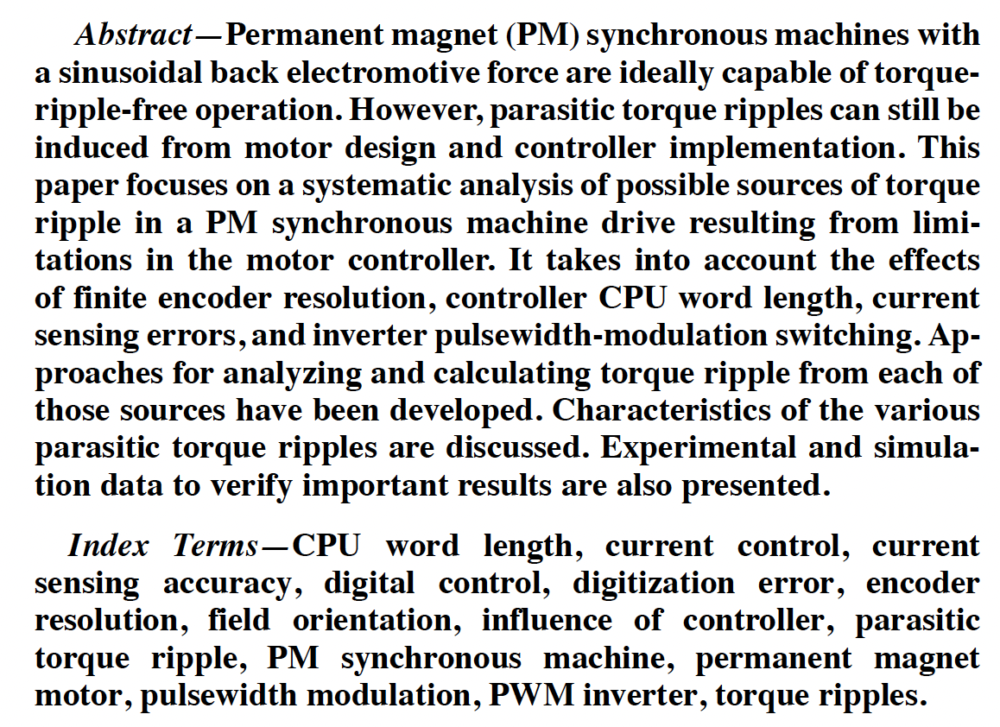 Abstract—Permanent magnet (PM) synchronous machines with
a sinusoidal back electromotive force are ideally capable of torque-
ripple-free operation. However, parasitic torque ripples can still be
induced from motor design and controller implementation. This
paper focuses on a systematic analysis of possible sources of torque
ripple in a PM synchronous machine drive resulting from limi-
tations in the motor controller. It takes into account the effects
of finite encoder resolution, controller CPU word length, current
sensing errors, and inverter pulsewidth-modulation switching. Ap-
proaches for analyzing and calculating torque ripple from each of
those sources have been developed. Characteristics of the various
parasitic torque ripples are discussed. Experimental and simula-
tion data to verify important results are also presented.
Index Terms—CPU word length, current control, current
sensing accuracy, digital control, digitization error, encoder
resolution, field orientation, influence of controller, parasitic
torque ripple, PM synchronous machine, permanent magnet
motor, pulsewidth modulation, PWM inverter, torque ripples.